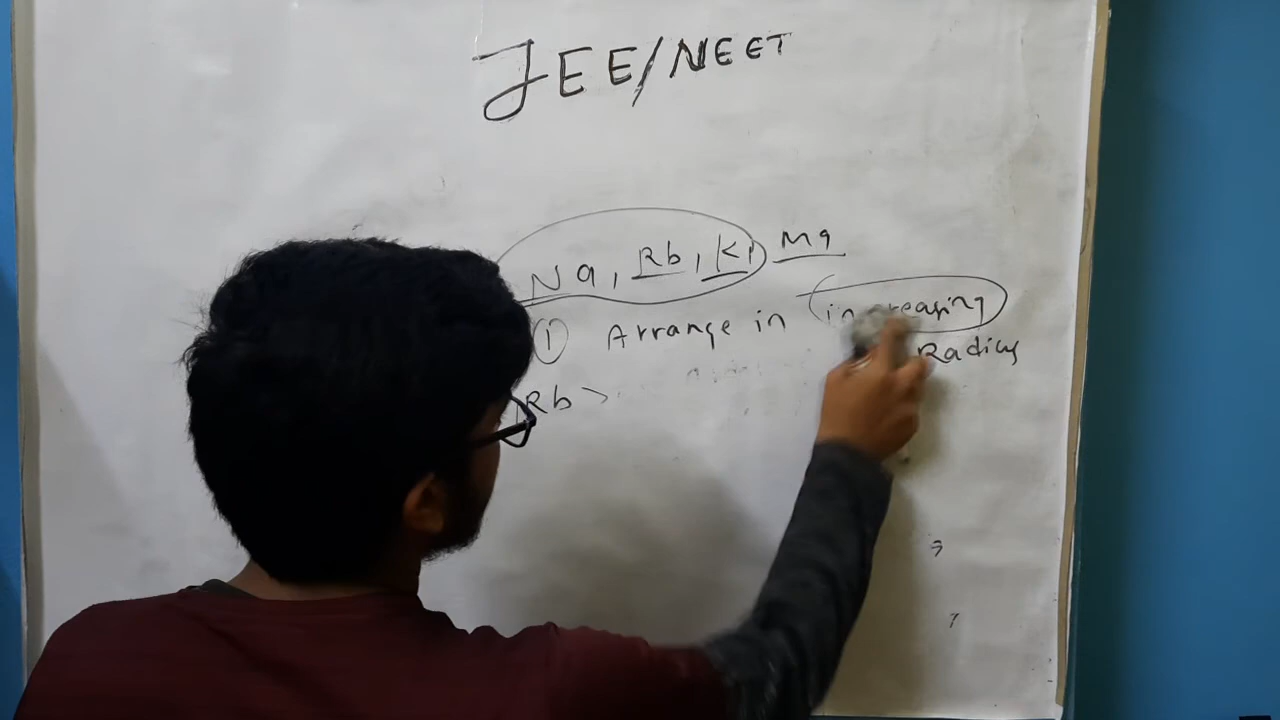 JEE/NEET
Na, Rb, K, Mg
① Arrange in increasing
Radius
Rb >